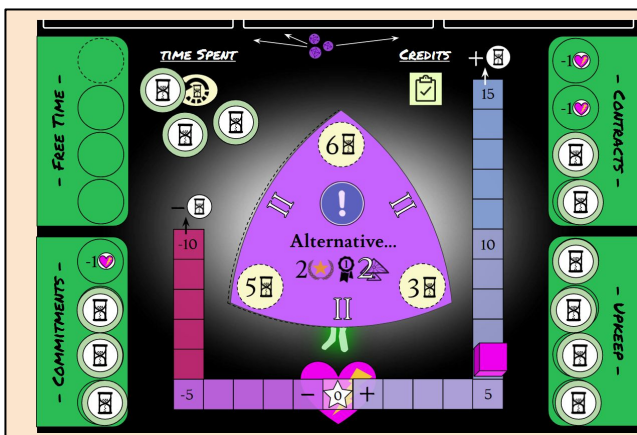 TIME SPENT
CREDITS
+
- FREE TIME -
15
-1
- CONTRACTS -
-1
6
II
II
!
-
Alternative...
-10
10
2 1 2
- COMMITMENTS -
-1
5
3
- UPKEEP -
II
-5
- 0 +
5